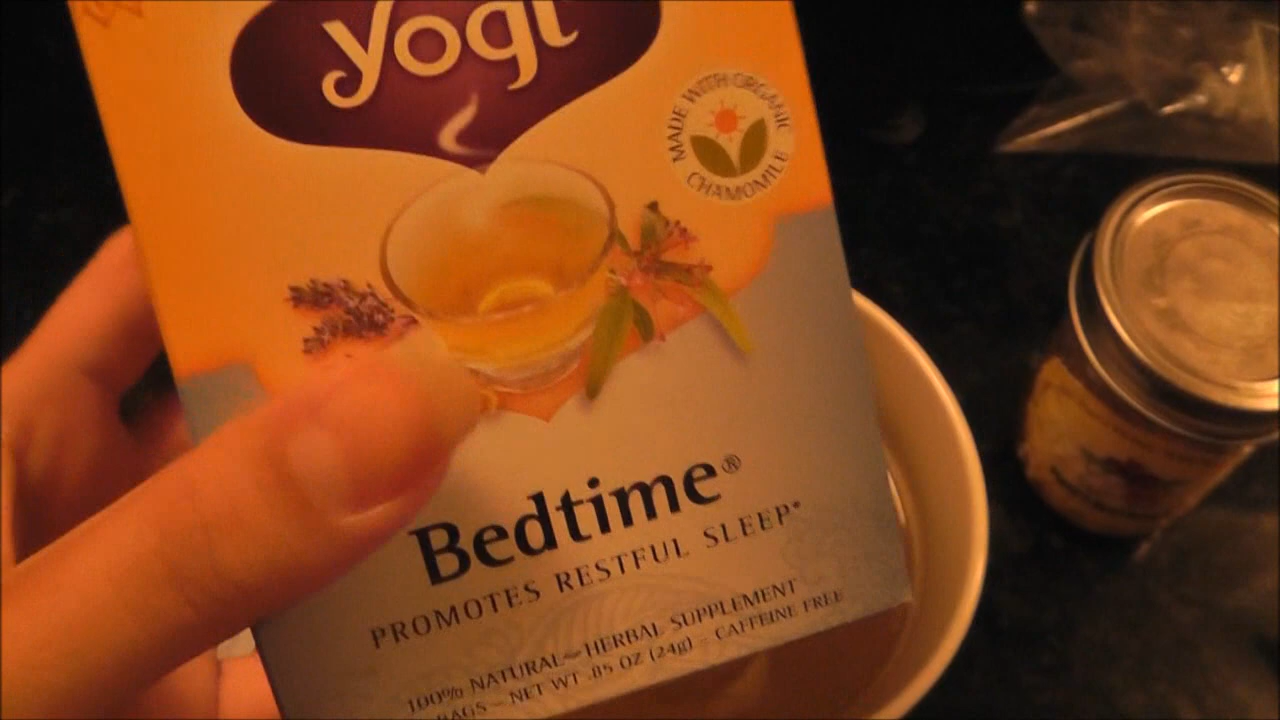 yogi
MADE WITH ORGANIC
CHAMOMILE
Bedtime®
PROMOTES RESTFUL SLEEP*
100% NATURAL~HERBAL SUPPLEMENT
BAGS ~ NET WT .85 OZ (24g) ~ CAFFEINE FREE